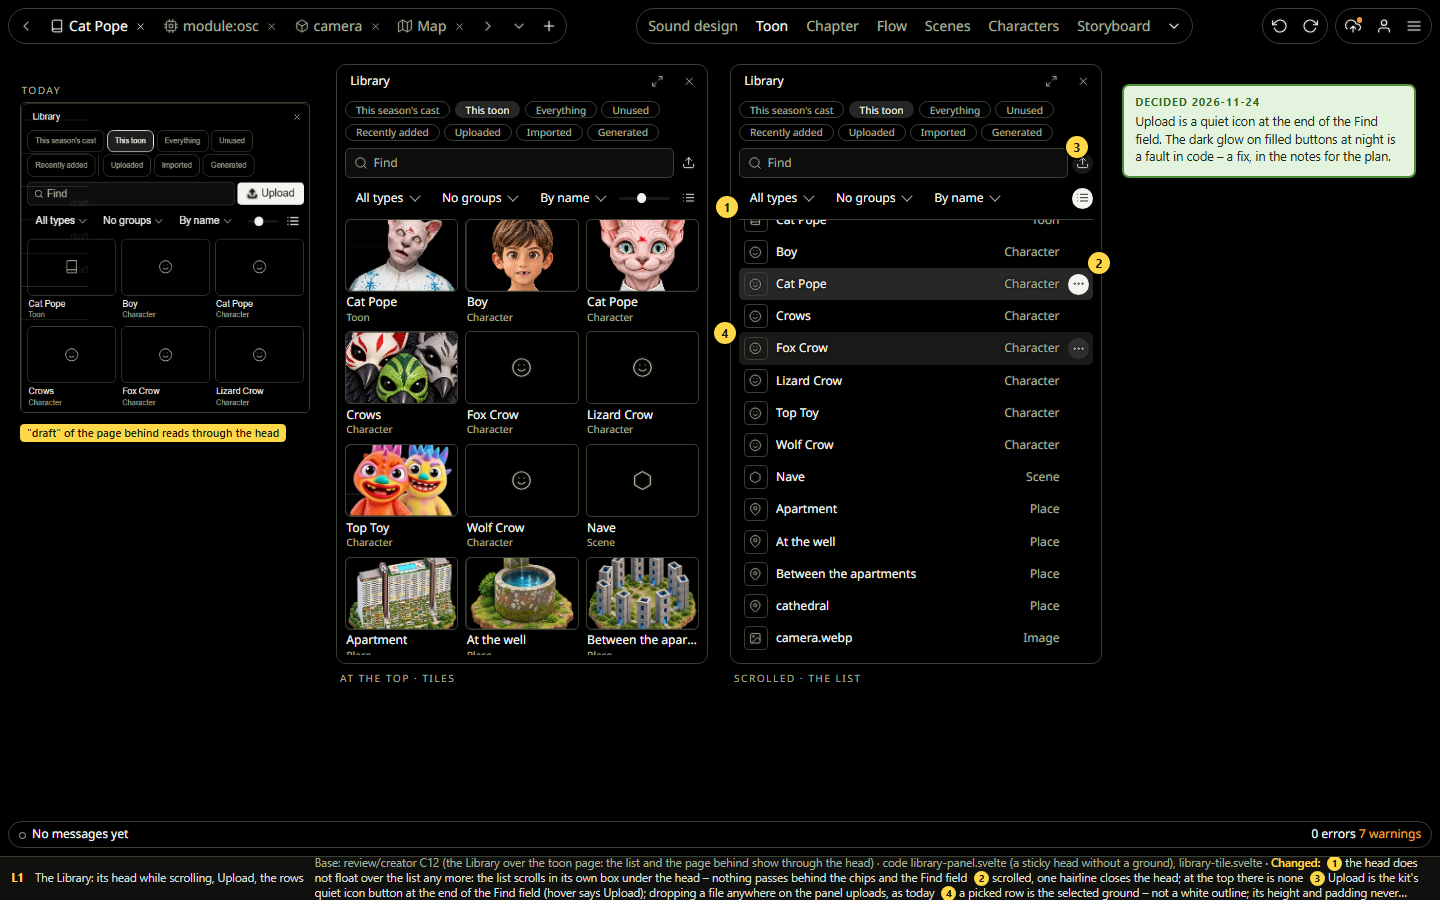 Cat Pope
module:osc
camera
Map
Sound design
Toon
Chapter
Flow
Scenes
Characters
Storyboard
TODAY
Library
This season's cast
This toon
Everything
Unused
Recently added
Uploaded
Imported
Generated
Find
Upload
draft
All types
No groups
By name
draft
Cat Pope
Toon
Boy
Character
Cat Pope
Character
Crows
Character
Fox Crow
Character
Lizard Crow
Character
"draft" of the page behind reads through the head
Library
This season's cast
This toon
Everything
Unused
Recently added
Uploaded
Imported
Generated
Find
All types
No groups
By name
Cat Pope
Toon
Boy
Character
Cat Pope
Character
Crows
Character
Fox Crow
Character
Lizard Crow
Character
Top Toy
Character
Wolf Crow
Character
Nave
Scene
Apartment
Place
At the well
Place
Between the apar...
AT THE TOP · TILES
Library
This season's cast
This toon
Everything
Unused
Recently added
Uploaded
Imported
Generated
3
Find
1
All types
No groups
By name
Cat Pope Toon
Boy Character
2
Cat Pope Character
Crows Character
4
Fox Crow Character
Lizard Crow Character
Top Toy Character
Wolf Crow Character
Nave Scene
Apartment Place
At the well Place
Between the apartments Place
cathedral Place
camera.webp Image
SCROLLED · THE LIST
DECIDED 2026-11-24
Upload is a quiet icon at the end of the Find
field. The dark glow on filled buttons at night is
a fault in code – a fix, in the notes for the plan.
No messages yet
0 errors 7 warnings
L1 The Library: its head while scrolling, Upload, the rows
Base: review/creator C12 (the Library over the toon page: the list and the page behind show through the head) · code library-panel.svelte (a sticky head without a ground), library-tile.svelte · Changed: 1 the head does
not float over the list any more: the list scrolls in its own box under the head – nothing passes behind the chips and the Find field 2 scrolled, one hairline closes the head; at the top there is none 3 Upload is the kit's
quiet icon button at the end of the Find field (hover says Upload); dropping a file anywhere on the panel uploads, as today 4 a picked row is the selected ground – not a white outline; its height and padding never...